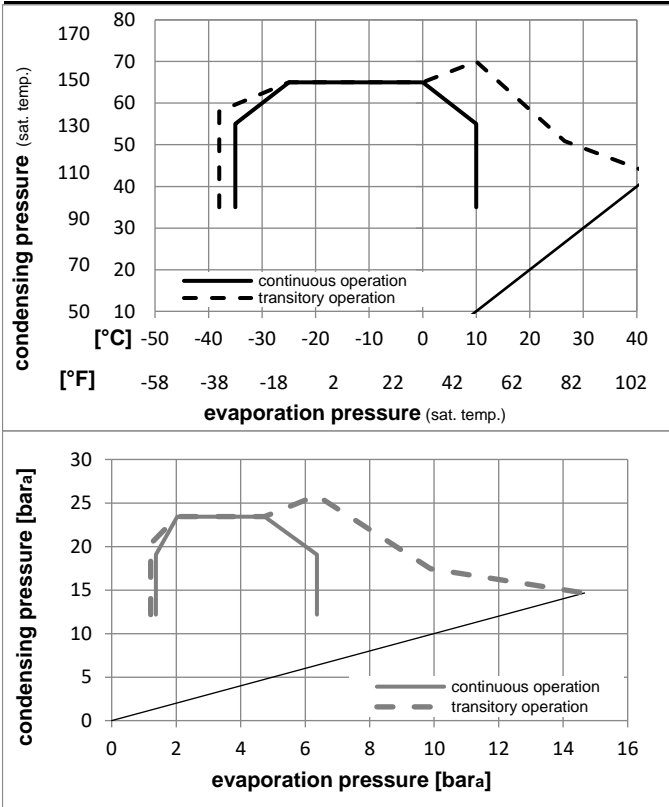 condensing pressure (sat. temp.)
170 80
150 70
60
130 50
110 40
90 30
70 20
50 10
continuous operation
transitory operation
[°C] -50 -40 -30 -20 -10 0 10 20 30 40
[°F] -58 -38 -18 2 22 42 62 82 102
evaporation pressure (sat. temp.)
condensing pressure [bara]
30
25
20
15
10
5
0
continuous operation
transitory operation
0 2 4 6 8 10 12 14 16
evaporation pressure [bara]